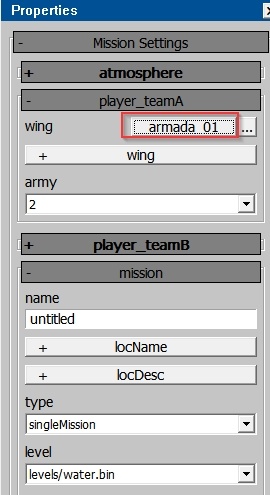 Properties
- Mission Settings
+ atmosphere
- player_teamA
wing armada_01 ...
+ wing
army
2
+ player_teamB
- mission
name
untitled
+ locName
+ locDesc
type
singleMission
level
levels/water.bin